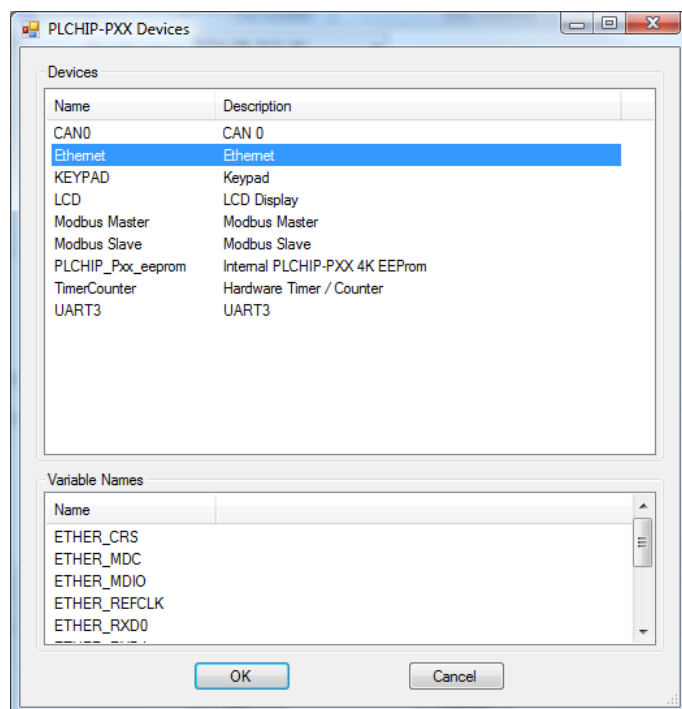 PLCHIP-PXX Devices
Devices
Name Description
CAN0 CAN 0
Ethernet Ethernet
KEYPAD Keypad
LCD LCD Display
Modbus Master Modbus Master
Modbus Slave Modbus Slave
PLCHIP_Pxx_eeprom Internal PLCHIP-PXX 4K EEProm
TimerCounter Hardware Timer / Counter
UART3 UART3
Variable Names
Name
ETHER_CRS
ETHER_MDC
ETHER_MDIO
ETHER_REFCLK
ETHER_RXD0
OK Cancel